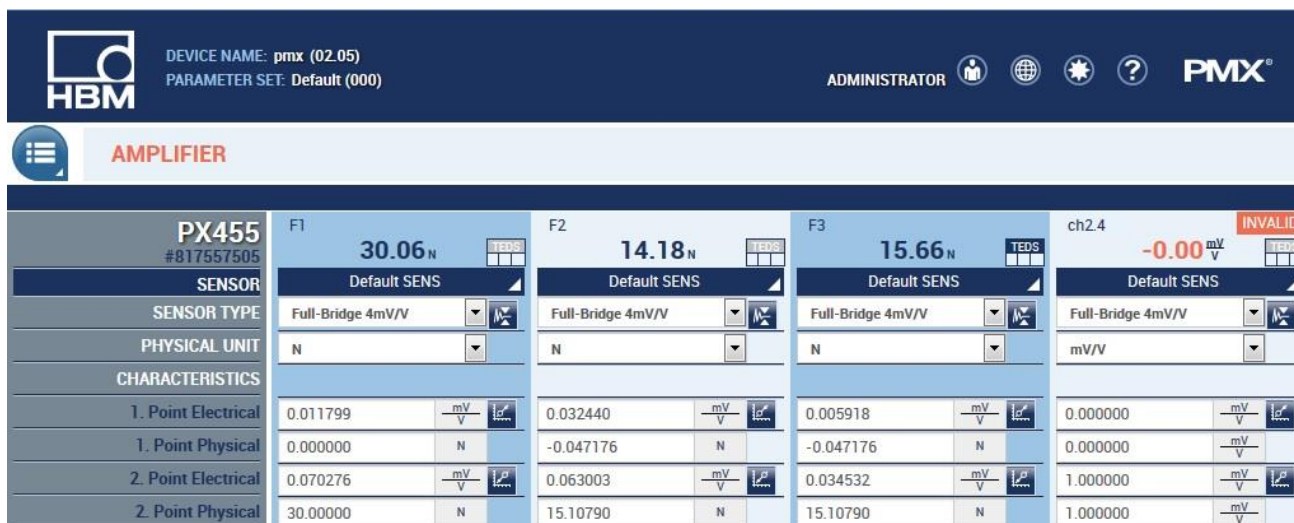 HBM
DEVICE NAME: pmx (02.05)
PARAMETER SET: Default (000)
ADMINISTRATOR
?
PMX®
AMPLIFIER
PX455
#817557505
F1
30.06 N
TEDS
F2
14.18 N
TEDS
F3
15.66 N
TEDS
ch2.4
INVALID
-0.00 mV/V
SENSOR Default SENS Default SENS Default SENS Default SENS
SENSOR TYPE Full-Bridge 4mV/V Full-Bridge 4mV/V Full-Bridge 4mV/V Full-Bridge 4mV/V
PHYSICAL UNIT N N N mV/V
CHARACTERISTICS
1. Point Electrical 0.011799 mV/V 0.032440 mV/V 0.005918 mV/V 0.000000 mV/V
1. Point Physical 0.000000 N -0.047176 N -0.047176 N 0.000000 mV/V
2. Point Electrical 0.070276 mV/V 0.063003 mV/V 0.034532 mV/V 1.000000 mV/V
2. Point Physical 30.00000 N 15.10790 N 15.10790 N 1.000000 mV/V